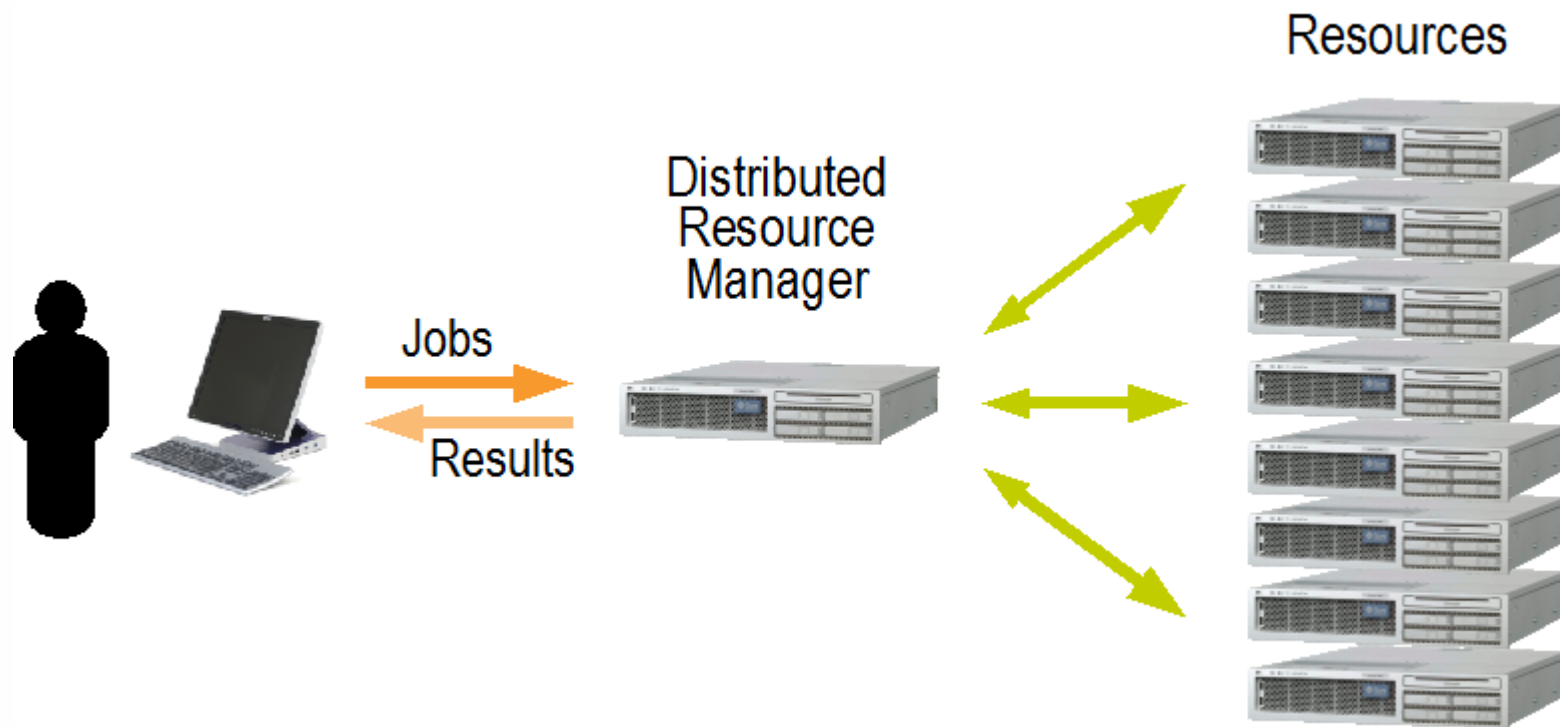 Resources
Distributed
Resource
Manager
Jobs
Results